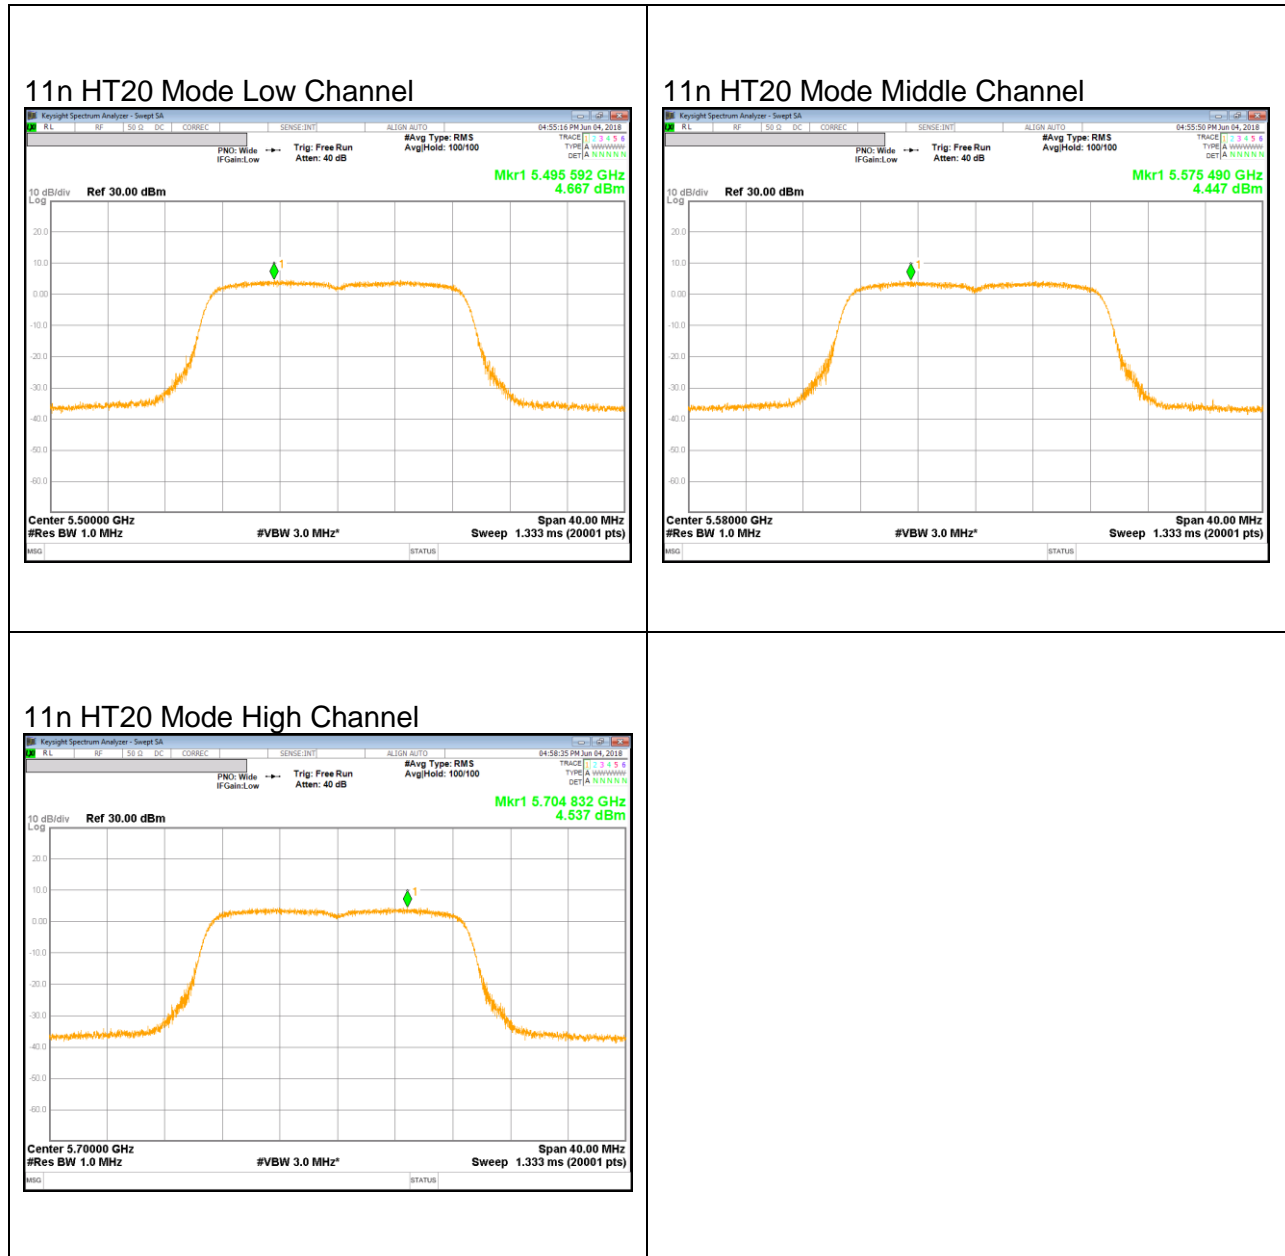 11n HT20 Mode Low Channel
Keysight Spectrum Analyzer - Swept SA
RL RF 50 Ω DC CORREC SENSE:INT ALIGN AUTO 04:55:16 PM Jun 04, 2018
#Avg Type: RMS TRACE 1 2 3 4 5 6
PNO: Wide Trig: Free Run Avg|Hold: 100/100 TYPE A WWWWW
IFGain:Low Atten: 40 dB DET A N N N N N
Mkr1 5.495 592 GHz
4.667 dBm
10 dB/div Ref 30.00 dBm
Log
20.0
10.0
0.00
-10.0
-20.0
-30.0
-40.0
-50.0
-60.0
1
Center 5.50000 GHz Span 40.00 MHz
#Res BW 1.0 MHz #VBW 3.0 MHz* Sweep 1.333 ms (20001 pts)
MSG STATUS
11n HT20 Mode Middle Channel
Keysight Spectrum Analyzer - Swept SA
RL RF 50 Ω DC CORREC SENSE:INT ALIGN AUTO 04:55:50 PM Jun 04, 2018
#Avg Type: RMS TRACE 1 2 3 4 5 6
PNO: Wide Trig: Free Run Avg|Hold: 100/100 TYPE A WWWWW
IFGain:Low Atten: 40 dB DET A N N N N N
Mkr1 5.575 490 GHz
4.447 dBm
10 dB/div Ref 30.00 dBm
Log
20.0
10.0
0.00
-10.0
-20.0
-30.0
-40.0
-50.0
-60.0
1
Center 5.58000 GHz Span 40.00 MHz
#Res BW 1.0 MHz #VBW 3.0 MHz* Sweep 1.333 ms (20001 pts)
MSG STATUS
11n HT20 Mode High Channel
Keysight Spectrum Analyzer - Swept SA
RL RF 50 Ω DC CORREC SENSE:INT ALIGN AUTO 04:58:35 PM Jun 04, 2018
#Avg Type: RMS TRACE 1 2 3 4 5 6
PNO: Wide Trig: Free Run Avg|Hold: 100/100 TYPE A WWWWW
IFGain:Low Atten: 40 dB DET A N N N N N
Mkr1 5.704 832 GHz
4.537 dBm
10 dB/div Ref 30.00 dBm
Log
20.0
10.0
0.00
-10.0
-20.0
-30.0
-40.0
-50.0
-60.0
1
Center 5.70000 GHz Span 40.00 MHz
#Res BW 1.0 MHz #VBW 3.0 MHz* Sweep 1.333 ms (20001 pts)
MSG STATUS